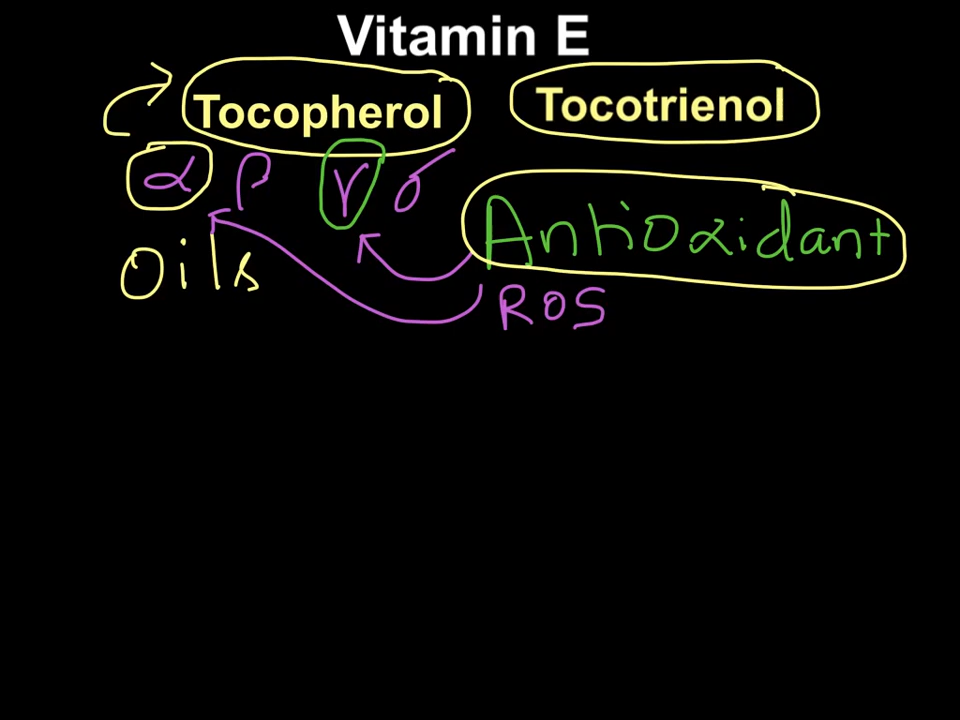 Vitamin E
Tocopherol Tocotrienol
α β γ σ
Antioxidant
Oils
ROS